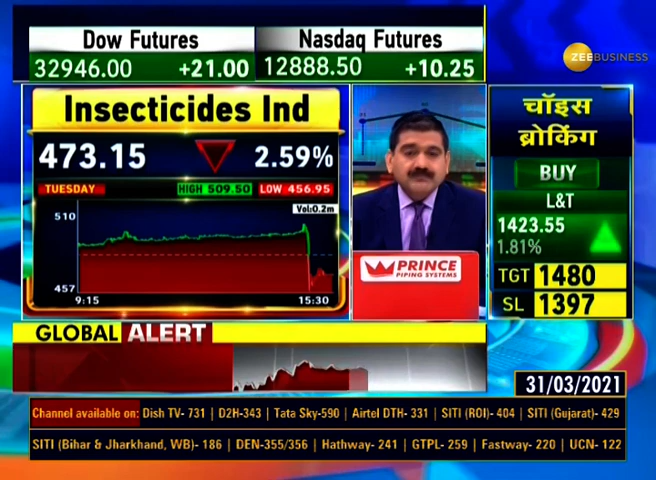 Dow Futures
32946.00 +21.00
Nasdaq Futures
12888.50 +10.25
ZEEBUSINESS
Insecticides Ind
473.15 2.59%
TUESDAY HIGH 509.50 LOW 456.95
Vol:0.2m
510
457
9:15 15:30
PRINCE
PIPING SYSTEMS
चॉइस
ब्रोकिंग
BUY
L&T
1423.55
1.81%
TGT 1480
SL 1397
GLOBAL ALERT
31/03/2021
Channel available on: Dish TV- 731 | D2H-343 | Tata Sky-590 | Airtel DTH- 331 | SITI (ROI)- 404 | SITI (Gujarat)- 429
SITI (Bihar & Jharkhand, WB)- 186 | DEN-355/356 | Hathway- 241 | GTPL- 259 | Fastway- 220 | UCN- 122